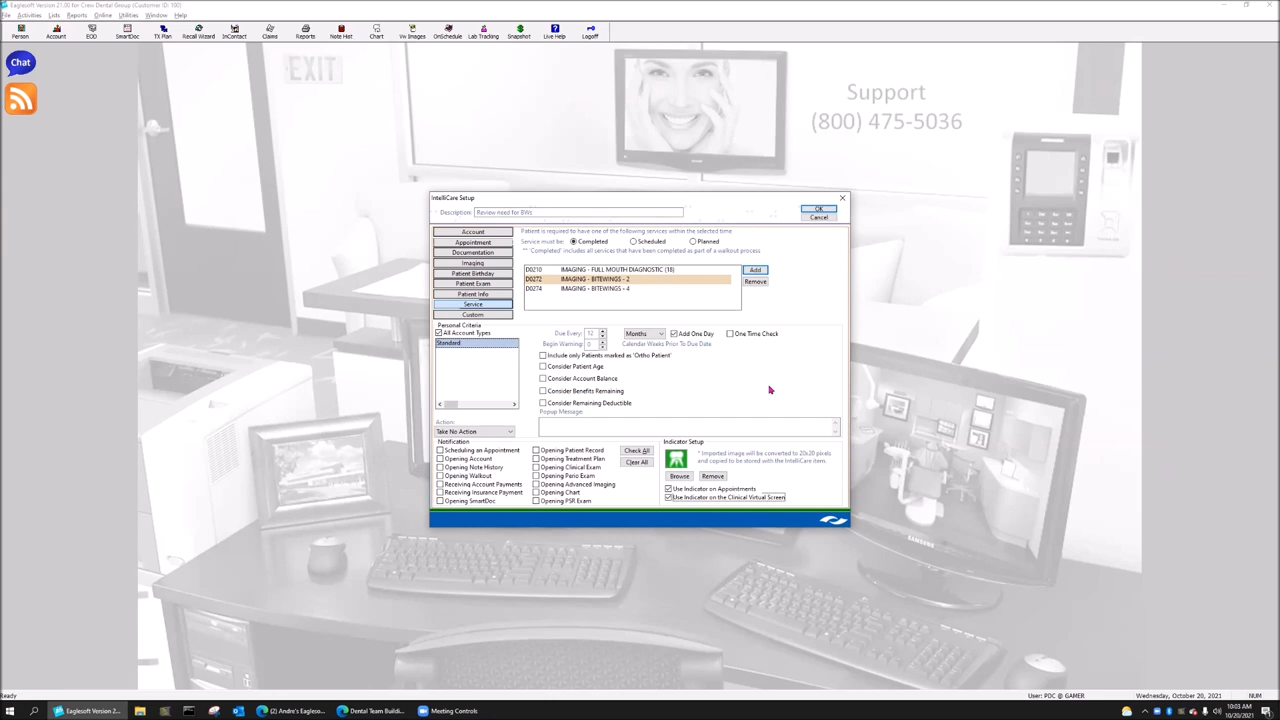 Eaglesoft Version 21.00 for Crew Dental Group (Customer ID: 100)
File Activities Lists Reports Online Utilities Window Help
Person Account EOD SmartDoc TX Plan Recall Wizard InContact Claims Reports Note Hist Chart Vw Images OnSchedule Lab Tracking Snapshot Live Help Logoff
Chat
EXIT
Support
(800) 475-5036
IntelliCare Setup
Description: Review need for BWs
OK
Cancel
Account
Appointment
Documentation
Imaging
Patient Birthday
Patient Exam
Patient Info
Service
Custom
Patient is required to have one of the following services within the selected time
Service must be: Completed Scheduled Planned
** 'Completed' includes all services that have been completed as part of a walkout process
D0210 IMAGING - FULL MOUTH DIAGNOSTIC (18)
D0272 IMAGING - BITEWINGS - 2
D0274 IMAGING - BITEWINGS - 4
Add
Remove
Personal Criteria
All Account Types
Standard
Due Every: 12 Months Add One Day One Time Check
Begin Warning: 0 Calendar Weeks Prior To Due Date
Include only Patients marked as 'Ortho Patient'
Consider Patient Age
Consider Account Balance
Consider Benefits Remaining
Consider Remaining Deductible
Popup Message:
Action:
Take No Action
Notification
Scheduling an Appointment
Opening Account
Opening Note History
Opening Walkout
Receiving Account Payments
Receiving Insurance Payment
Opening SmartDoc
Opening Patient Record
Opening Treatment Plan
Opening Clinical Exam
Opening Perio Exam
Opening Advanced Imaging
Opening Chart
Opening PSR Exam
Check All
Clear All
Indicator Setup
* Imported image will be converted to 20x20 pixels
and copied to be stored with the IntelliCare item.
Browse Remove
Use Indicator on Appointments
Use Indicator on the Clinical Virtual Screen
SAMSUNG
Ready
User: PDC @ GAMER Wednesday, October 20, 2021 NUM
Eaglesoft Version 2... (2) Andre's Eagleso... Dental Team Buildi... Meeting Controls
10:03 AM
10/20/2021